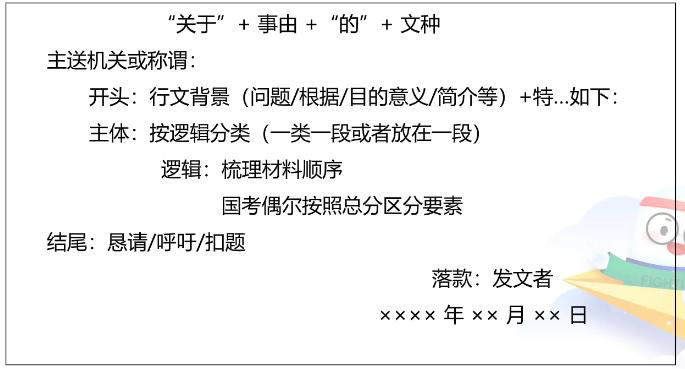 “关于” + 事由 + “的” + 文种
主送机关或称谓：
开头：行文背景（问题/根据/目的意义/简介等）+特…如下：
主体：按逻辑分类（一类一段或者放在一段）
逻辑：梳理材料顺序
国考偶尔按照总分区分要素
结尾：恳请/呼吁/扣题
落款：发文者
×××× 年 ×× 月 ×× 日
FIGHT